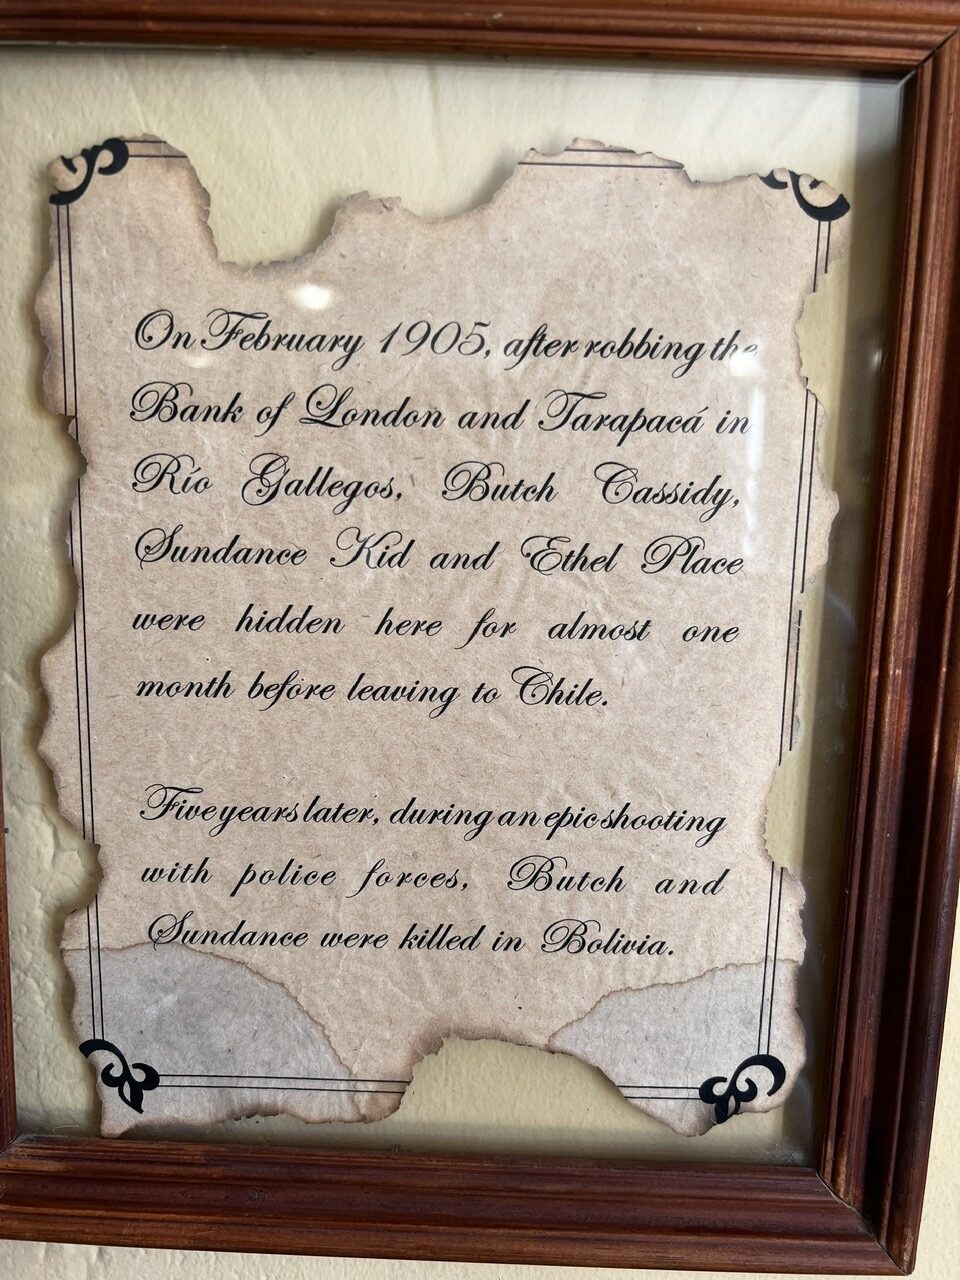 On February 1905, after robbing the
Bank of London and Tarapacá in
Río Gallegos, Butch Cassidy,
Sundance Kid and Ethel Place
were hidden here for almost one
month before leaving to Chile.
Five years later, during an epic shooting
with police forces, Butch and
Sundance were killed in Bolivia.